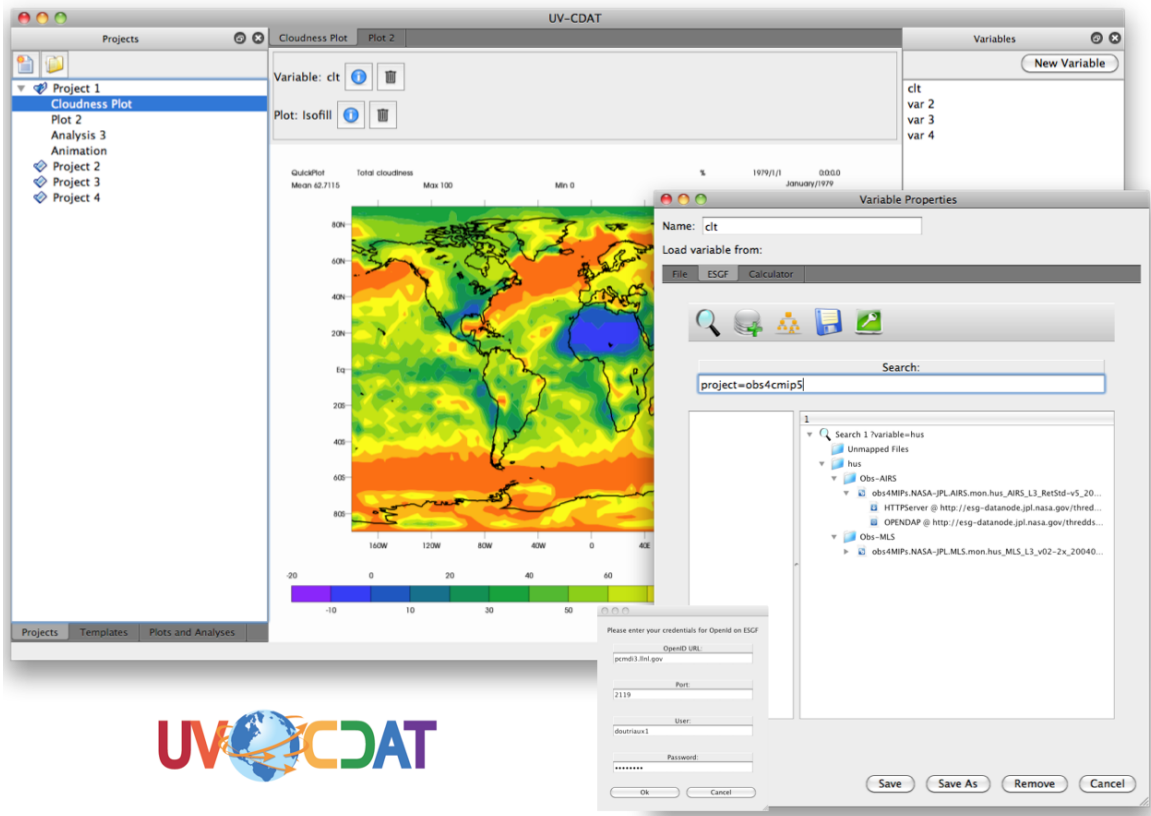 UV-CDAT
Projects
Project 1
Cloudness Plot
Plot 2
Analysis 3
Animation
Project 2
Project 3
Project 4
Projects Templates Plots and Analyses
Cloudness Plot Plot 2
Variable: clt
Plot: Isofill
QuickPlot Total cloudiness % 1979/1/1 0:0:0.0
Mean 62.7115 Max 100 Min 0 January/1979
80N
60N
40N
20N
Eq
20S
40S
60S
80S
160W 120W 80W 40W 0 40E
-20 0 20 40 60
-10 10 30 50
Variables
New Variable
clt
var 2
var 3
var 4
Variable Properties
Name: clt
Load variable from:
File ESGF Calculator
Search:
project=obs4cmip5
1
Search 1 ?variable=hus
Unmapped Files
hus
Obs-AIRS
obs4MIPs.NASA-JPL.AIRS.mon.hus_AIRS_L3_RetStd-v5_20...
HTTPServer @ http://esg-datanode.jpl.nasa.gov/thred...
OPENDAP @ http://esg-datanode.jpl.nasa.gov/thredds...
Obs-MLS
obs4MIPs.NASA-JPL.MLS.mon.hus_MLS_L3_v02-2x_20040...
Save Save As Remove Cancel
Please enter your credentials for OpenId on ESGF
OpenID URL:
pcmdi3.llnl.gov
Port:
2119
User:
doutriaux1
Password:
••••••••
Ok Cancel
UV CDAT